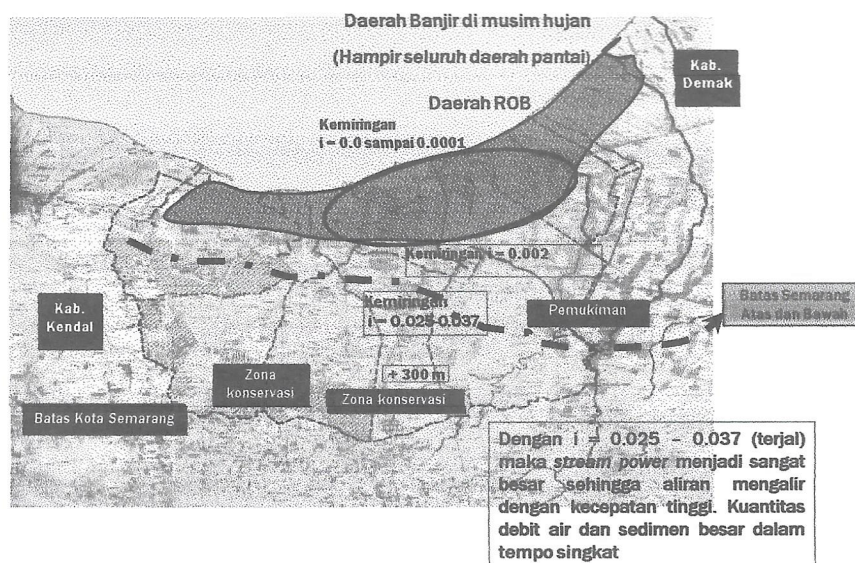 Daerah Banjir di musim hujan
(Hampir seluruh daerah pantai)
Kab.
Demak
Daerah ROB
Kemiringan
i = 0.0 sampai 0.0001
Kemiringan i = 0.002
Kab.
Kendal
Kemiringan
i = 0.025-0.037
Pemukiman
Batas Semarang
Atas dan Bawah
Zona
konservasi
+ 300 m
Zona konservasi
Batas Kota Semarang
Dengan i = 0.025 – 0.037 (terjal)
maka stream power menjadi sangat
besar sehingga aliran mengalir
dengan kecepatan tinggi. Kuantitas
debit air dan sedimen besar dalam
tempo singkat